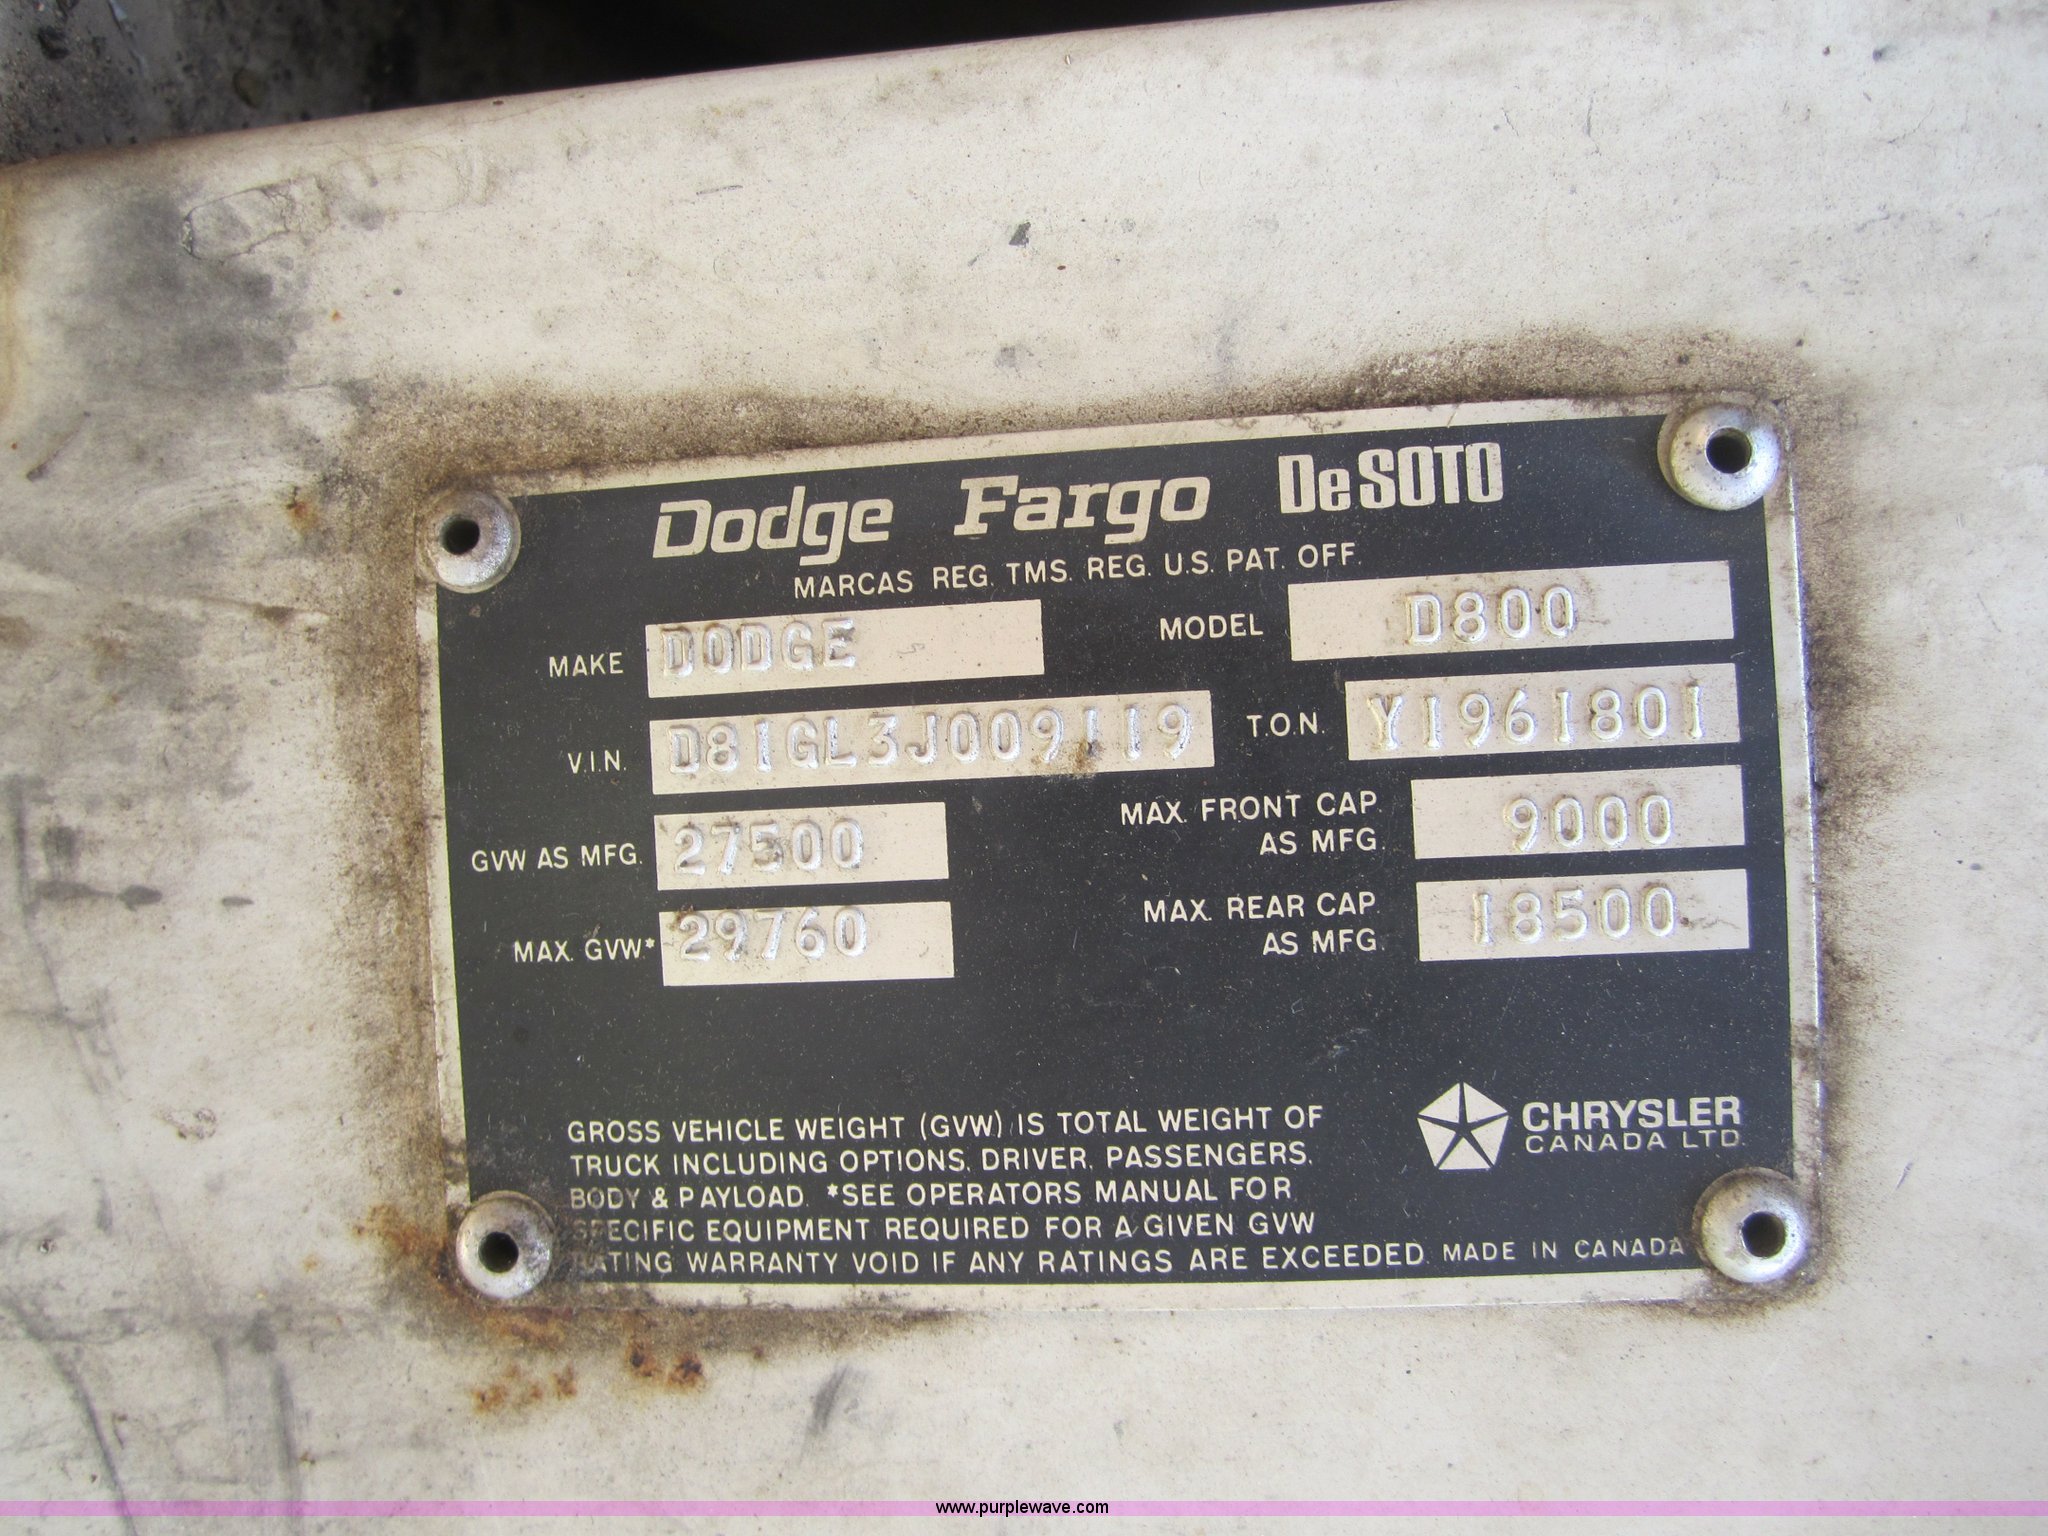 Dodge Fargo DeSOTO
MARCAS REG. TMS. REG. U.S. PAT. OFF.
MAKE DODGE MODEL D800
V.I.N. D81GL3J009119 T.O.N. Y1961801
GVW AS MFG. 27500 MAX. FRONT CAP. AS MFG 9000
MAX. GVW.* 29760 MAX. REAR CAP. AS MFG. 18500
GROSS VEHICLE WEIGHT (GVW) IS TOTAL WEIGHT OF
TRUCK INCLUDING OPTIONS, DRIVER, PASSENGERS,
BODY & PAYLOAD. *SEE OPERATORS MANUAL FOR
SPECIFIC EQUIPMENT REQUIRED FOR A GIVEN GVW
RATING WARRANTY VOID IF ANY RATINGS ARE EXCEEDED. MADE IN CANADA
CHRYSLER
CANADA LTD.
www.purplewave.com